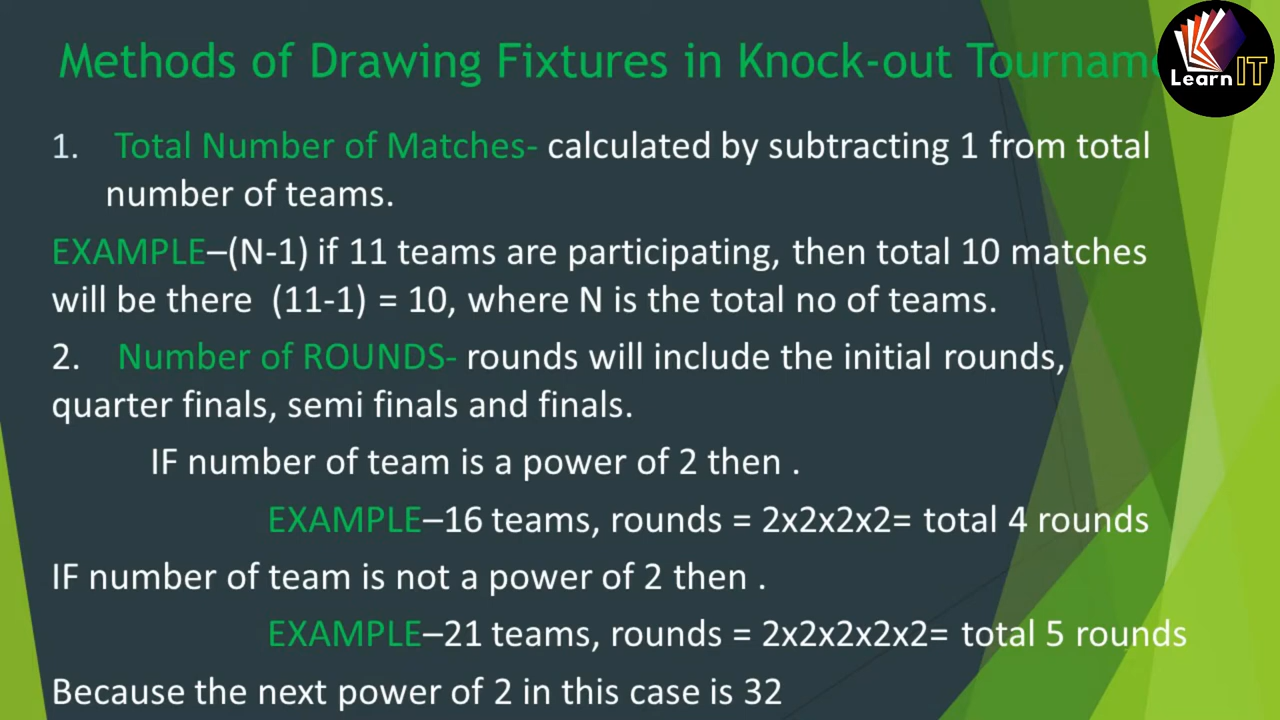 Methods of Drawing Fixtures in Knock-out Tourname
Learn IT
1. Total Number of Matches- calculated by subtracting 1 from total
number of teams.
EXAMPLE–(N-1) if 11 teams are participating, then total 10 matches
will be there (11-1) = 10, where N is the total no of teams.
2. Number of ROUNDS- rounds will include the initial rounds,
quarter finals, semi finals and finals.
IF number of team is a power of 2 then .
EXAMPLE–16 teams, rounds = 2x2x2x2= total 4 rounds
IF number of team is not a power of 2 then .
EXAMPLE–21 teams, rounds = 2x2x2x2x2= total 5 rounds
Because the next power of 2 in this case is 32